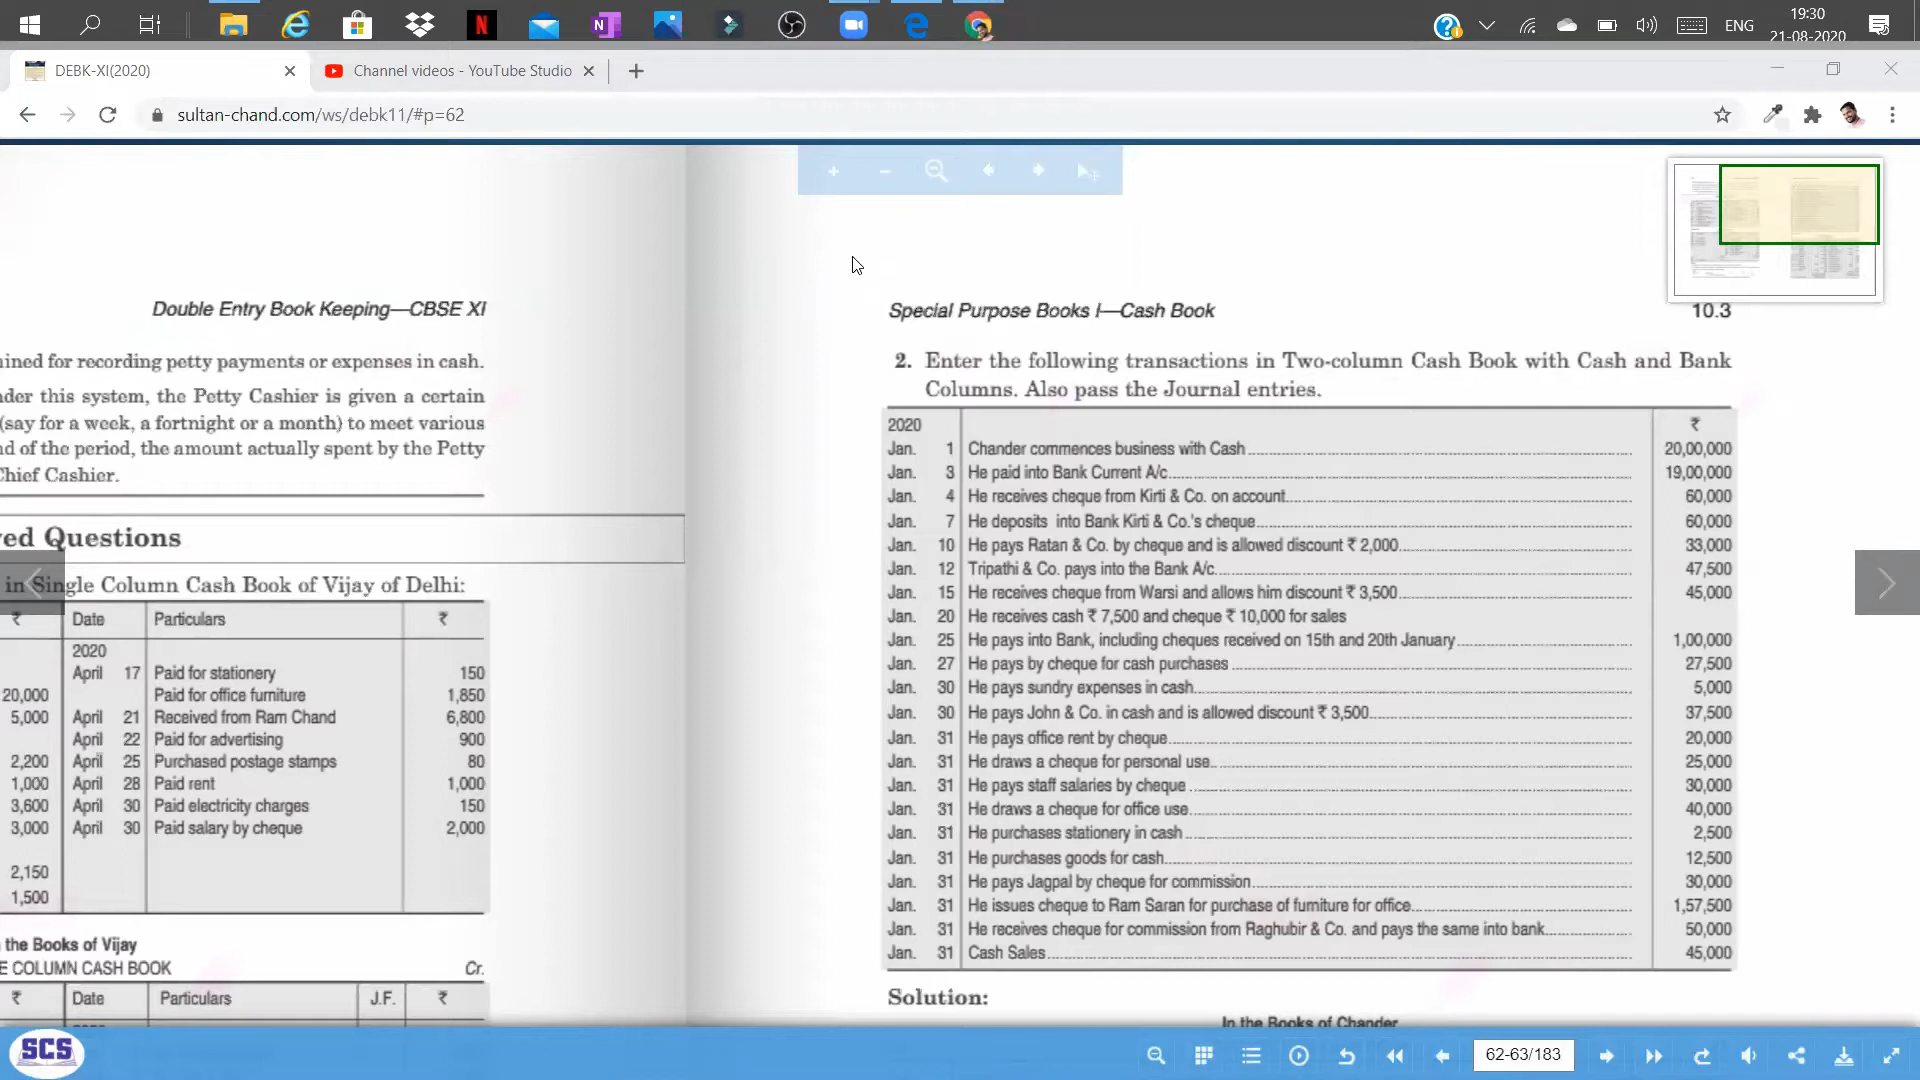 19:30
ENG
21-08-2020
DEBK-XI(2020)
Channel videos - YouTube Studio
sultan-chand.com/ws/debk11/#p=62
Double Entry Book Keeping—CBSE XI
ined for recording petty payments or expenses in cash.
der this system, the Petty Cashier is given a certain
(say for a week, a fortnight or a month) to meet various
d of the period, the amount actually spent by the Petty
Chief Cashier.
ved Questions
in Single Column Cash Book of Vijay of Delhi:
₹ Date Particulars ₹
2020
April 17 Paid for stationery 150
20,000 Paid for office furniture 1,850
5,000 April 21 Received from Ram Chand 6,800
April 22 Paid for advertising 900
2,200 April 25 Purchased postage stamps 80
1,000 April 28 Paid rent 1,000
3,600 April 30 Paid electricity charges 150
3,000 April 30 Paid salary by cheque 2,000
2,150
1,500
the Books of Vijay
E COLUMN CASH BOOK Cr.
₹ Date Particulars J.F. ₹
Special Purpose Books I—Cash Book 10.3
2. Enter the following transactions in Two-column Cash Book with Cash and Bank
Columns. Also pass the Journal entries.
2020 ₹
Jan. 1 Chander commences business with Cash 20,00,000
Jan. 3 He paid into Bank Current A/c 19,00,000
Jan. 4 He receives cheque from Kirti & Co. on account 60,000
Jan. 7 He deposits into Bank Kirti & Co.'s cheque 60,000
Jan. 10 He pays Ratan & Co. by cheque and is allowed discount ₹ 2,000 33,000
Jan. 12 Tripathi & Co. pays into the Bank A/c 47,500
Jan. 15 He receives cheque from Warsi and allows him discount ₹ 3,500 45,000
Jan. 20 He receives cash ₹ 7,500 and cheque ₹ 10,000 for sales
Jan. 25 He pays into Bank, including cheques received on 15th and 20th January 1,00,000
Jan. 27 He pays by cheque for cash purchases 27,500
Jan. 30 He pays sundry expenses in cash 5,000
Jan. 30 He pays John & Co. in cash and is allowed discount ₹ 3,500 37,500
Jan. 31 He pays office rent by cheque 20,000
Jan. 31 He draws a cheque for personal use 25,000
Jan. 31 He pays staff salaries by cheque 30,000
Jan. 31 He draws a cheque for office use 40,000
Jan. 31 He purchases stationery in cash 2,500
Jan. 31 He purchases goods for cash 12,500
Jan. 31 He pays Jagpal by cheque for commission 30,000
Jan. 31 He issues cheque to Ram Saran for purchase of furniture for office 1,57,500
Jan. 31 He receives cheque for commission from Raghubir & Co. and pays the same into bank 50,000
Jan. 31 Cash Sales 45,000
Solution:
In the Books of Chander
SCS
62-63/183